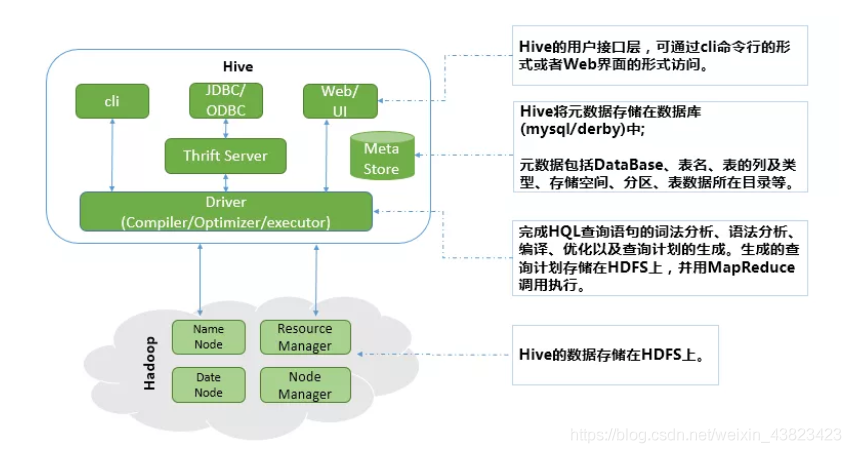 Hive
cli
JDBC/
ODBC
Web/
UI
Thrift Server
Meta
Store
Driver
(Compiler/Optimizer/executor)
Hadoop
Name
Node
Resource
Manager
Date
Node
Node
Manager
Hive的用户接口层，可通过cli命令行的形
式或者Web界面的形式访问。
Hive将元数据存储在数据库
(mysql/derby)中;
元数据包括DataBase、表名、表的列及类
型、存储空间、分区、表数据所在目录等。
完成HQL查询语句的词法分析、语法分析、
编译、优化以及查询计划的生成。生成的查
询计划存储在HDFS上，并用MapReduce
调用执行。
Hive的数据存储在HDFS上。
https://blog.csdn.net/weixin_43823423